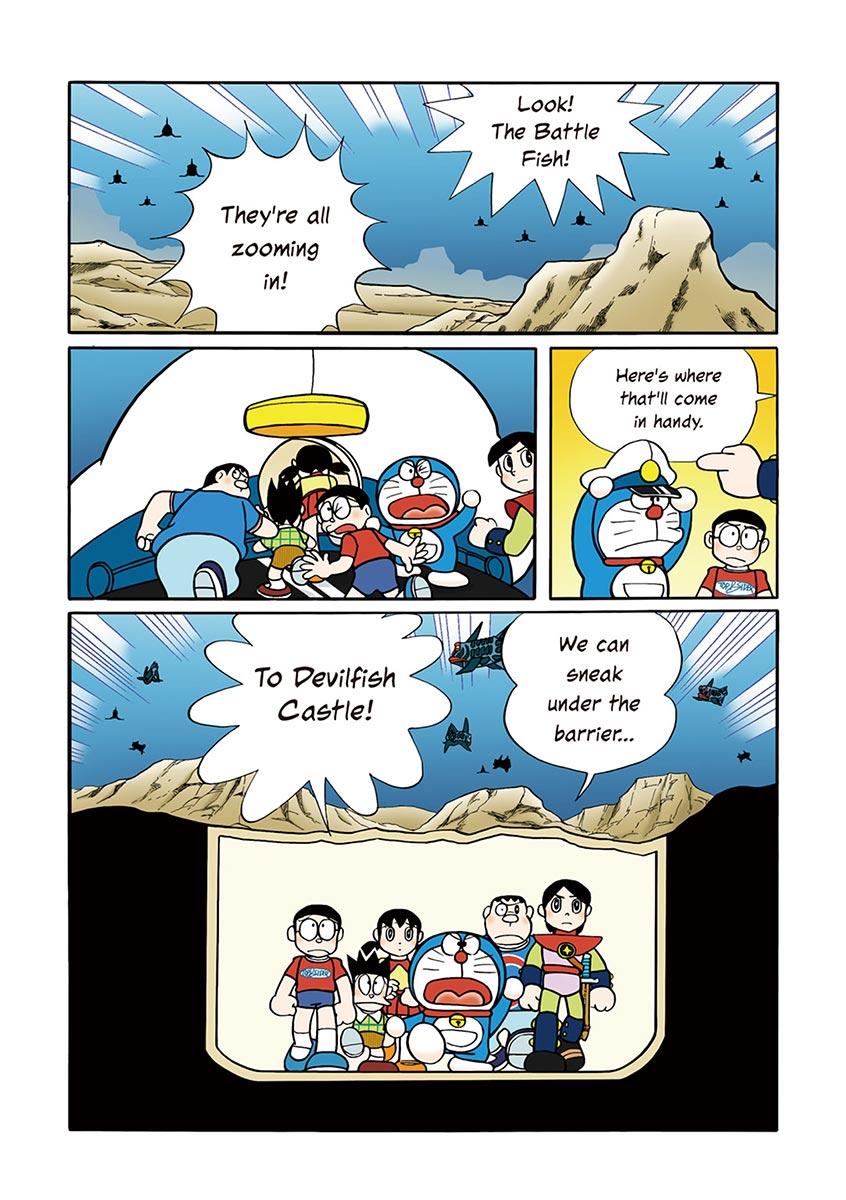 Look!
The Battle
Fish!
They're all
zooming
in!
Here's where
that'll come
in handy.
We can
sneak
under the
barrier...
To Devilfish
Castle!